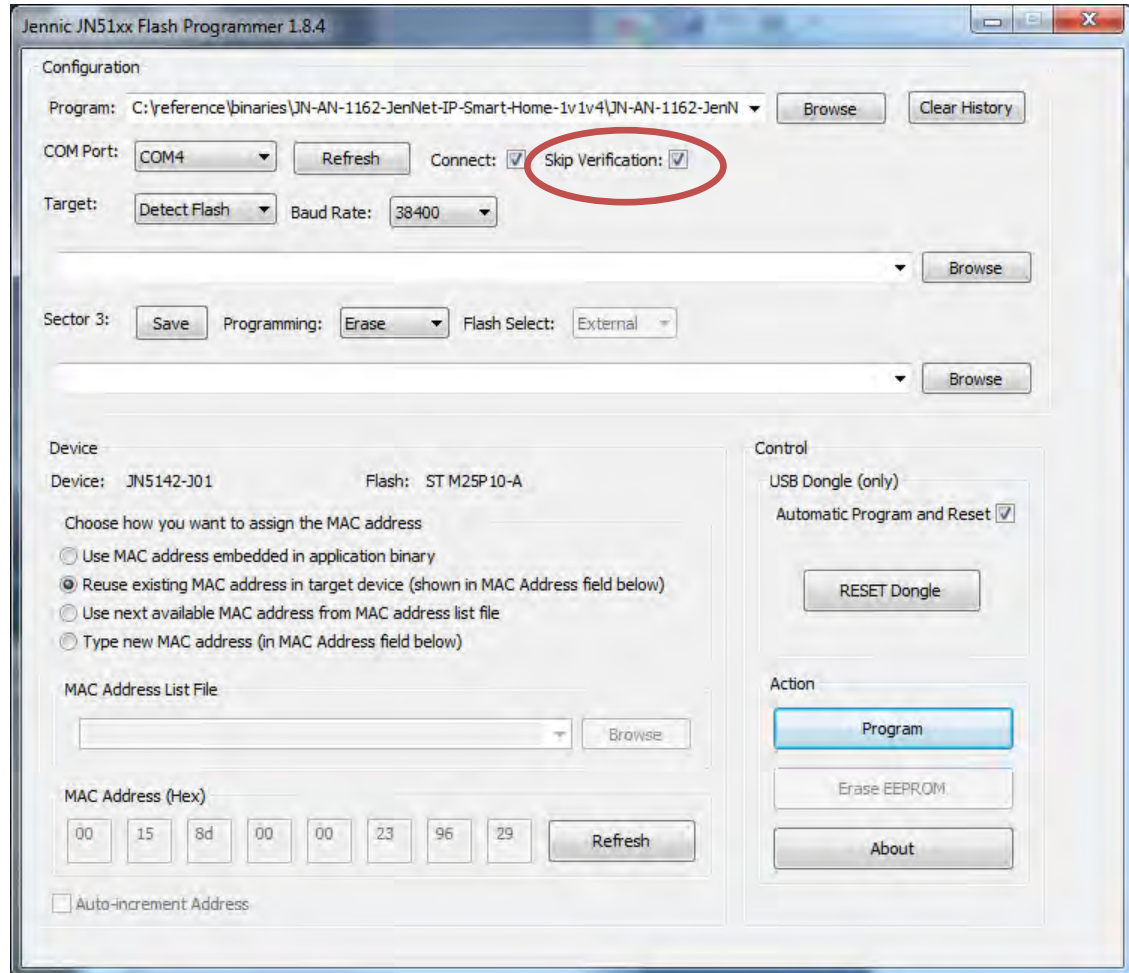 Jennic JN51xx Flash Programmer 1.8.4
Configuration
Program: C:\reference\binaries\JN-AN-1162-JenNet-IP-Smart-Home-1v1v4\JN-AN-1162-JenN Browse Clear History
COM Port: COM4 Refresh Connect: Skip Verification:
Target: Detect Flash Baud Rate: 38400
Browse
Sector 3: Save Programming: Erase Flash Select: External
Browse
Device
Device: JN5142-J01 Flash: ST M25P10-A
Choose how you want to assign the MAC address
Use MAC address embedded in application binary
Reuse existing MAC address in target device (shown in MAC Address field below)
Use next available MAC address from MAC address list file
Type new MAC address (in MAC Address field below)
MAC Address List File
Browse
MAC Address (Hex)
00 15 8d 00 00 23 96 29 Refresh
Auto-increment Address
Control
USB Dongle (only)
Automatic Program and Reset
RESET Dongle
Action
Program
Erase EEPROM
About